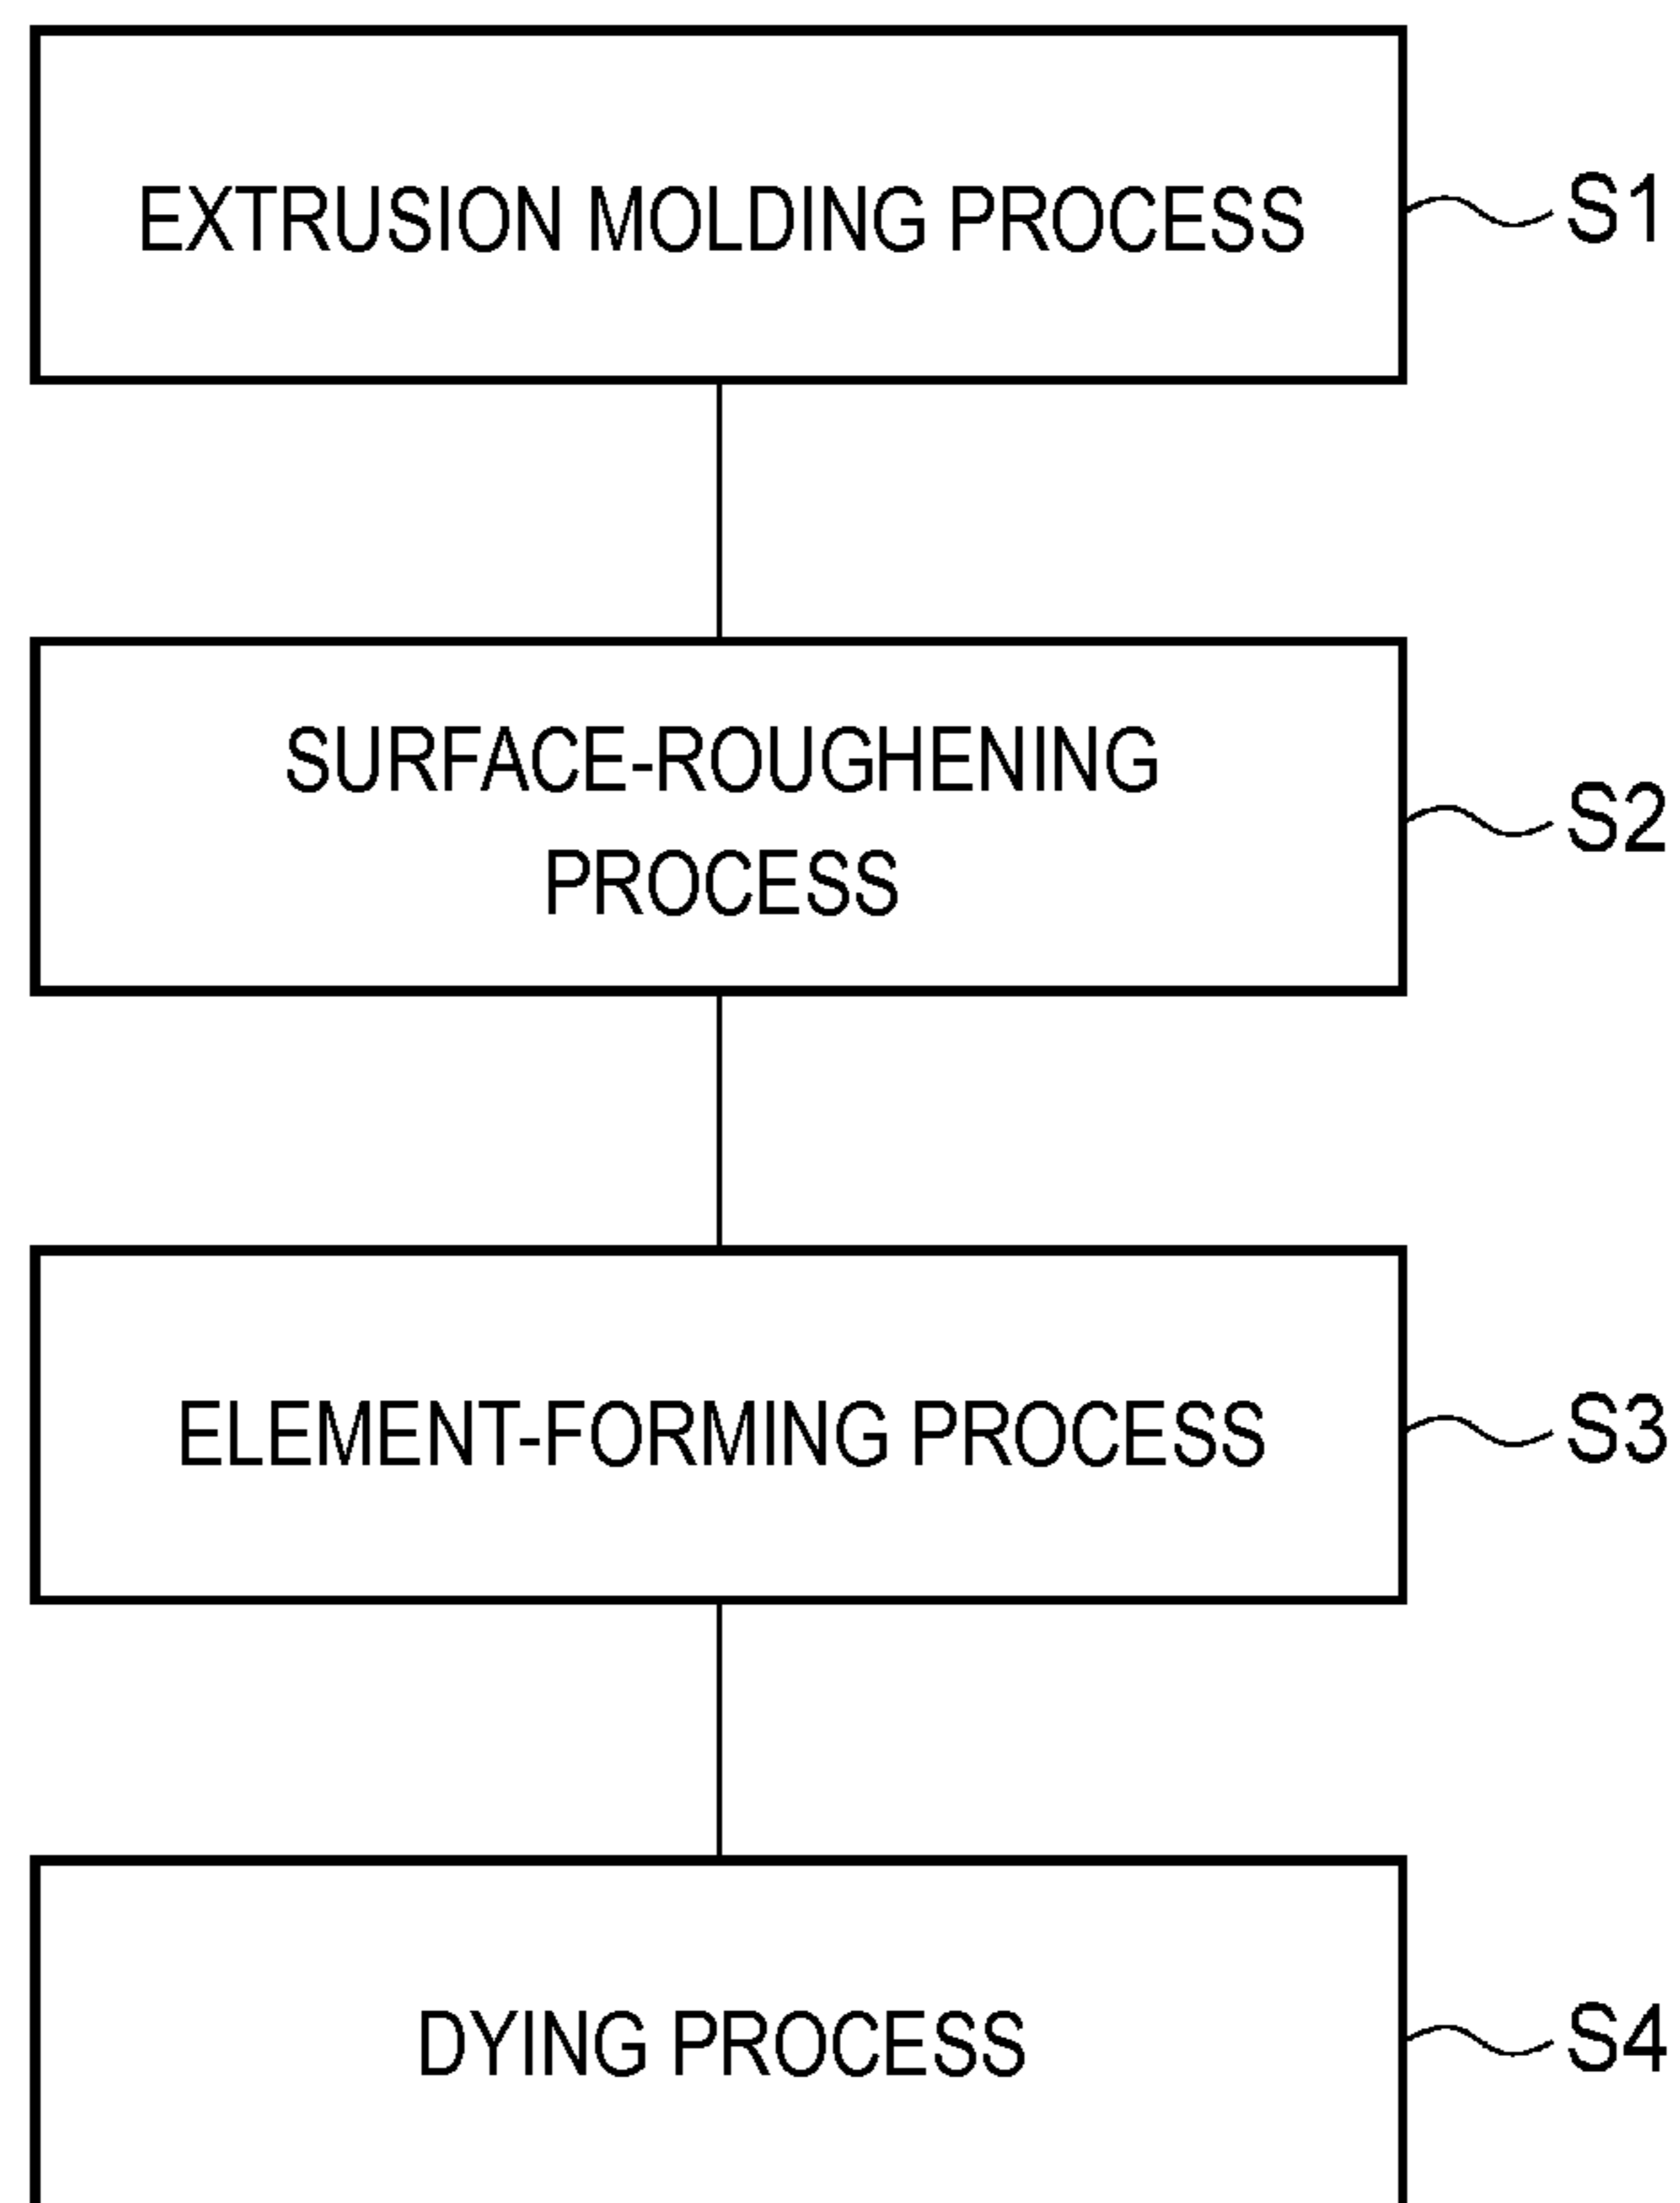 EXTRUSION MOLDING PROCESS
S1
SURFACE-ROUGHENING
PROCESS
S2
ELEMENT-FORMING PROCESS
S3
DYING PROCESS
S4